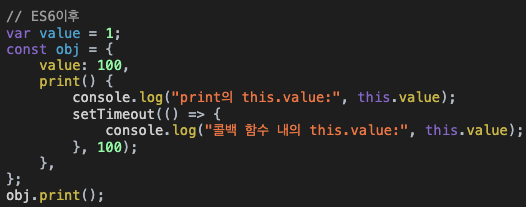 // ES6이후
var value = 1;
const obj = {
    value: 100,
    print() {
        console.log("print의 this.value:", this.value);
        setTimeout(() => {
            console.log("콜백 함수 내의 this.value:", this.value);
        }, 100);
    },
};
obj.print();